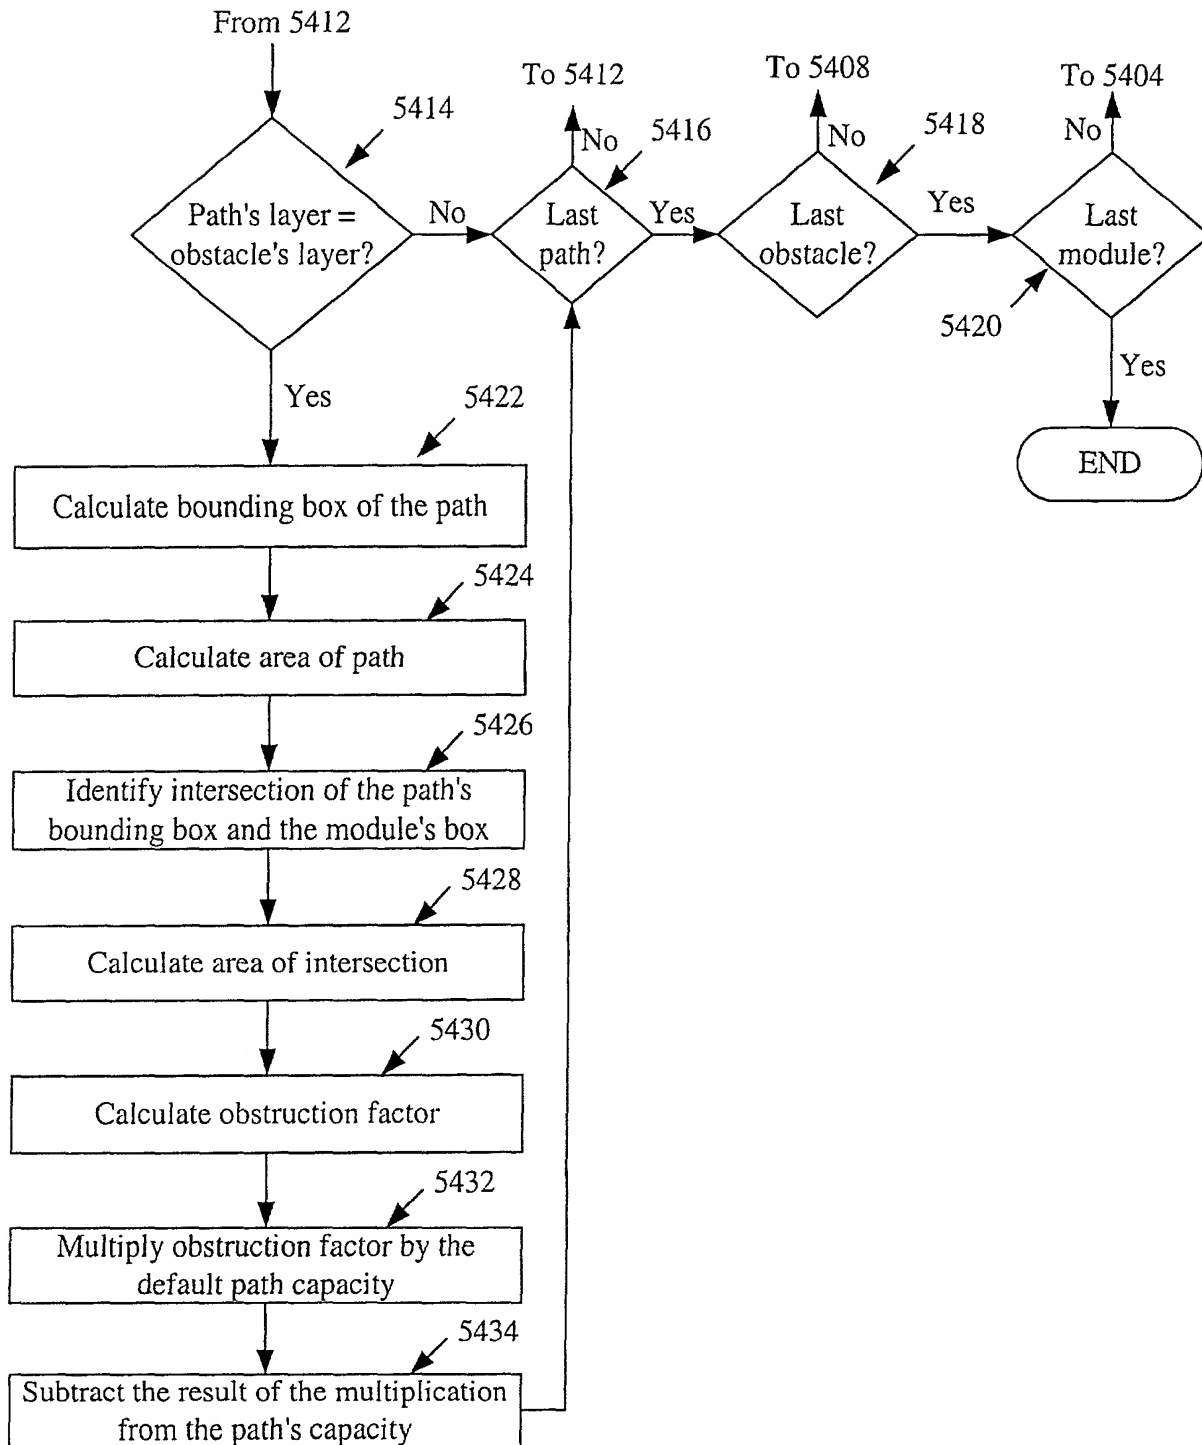 From 5412
To 5412
To 5408
To 5404
5414
No
5416
No
5418
No
Path's layer =
obstacle's layer?
No
Last
path?
Yes
Last
obstacle?
Yes
Last
module?
5420
Yes
Yes
END
5422
Calculate bounding box of the path
5424
Calculate area of path
5426
Identify intersection of the path's
bounding box and the module's box
5428
Calculate area of intersection
5430
Calculate obstruction factor
5432
Multiply obstruction factor by the
default path capacity
5434
Subtract the result of the multiplication
from the path's capacity